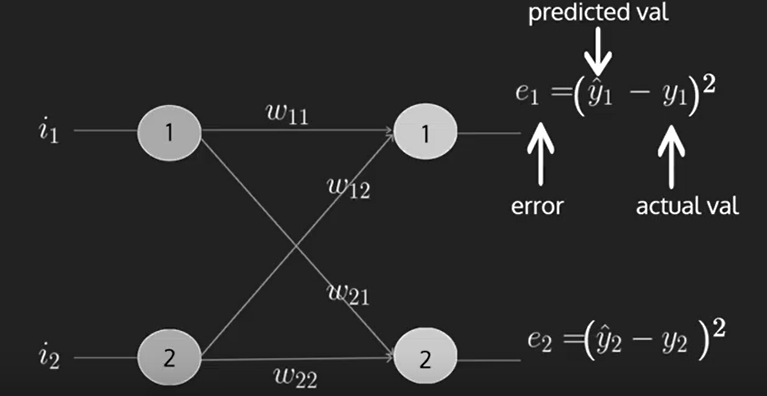 predicted val
e₁ = (ŷ₁ − y₁)²
i₁
1
w₁₁
1
error
actual val
w₁₂
w₂₁
i₂
2
w₂₂
2
e₂ = (ŷ₂ − y₂)²